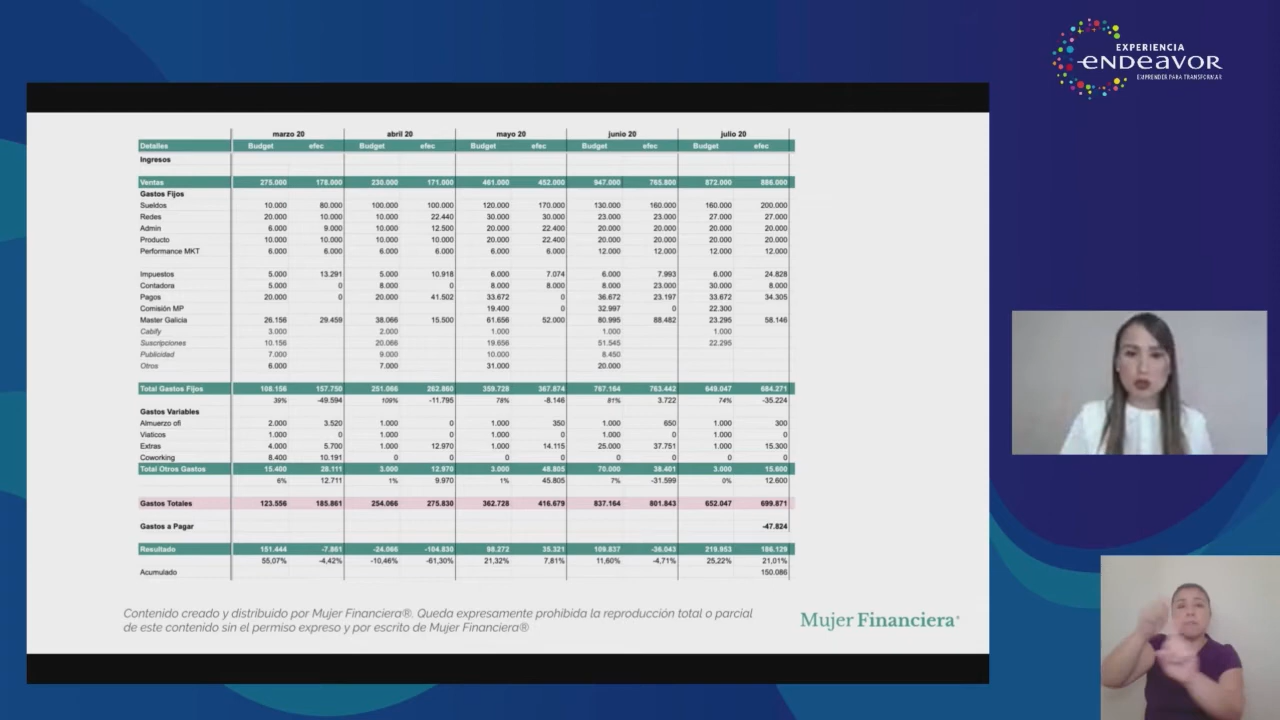 EXPERIENCIA
ENDEAVOR
EMPRENDER PARA TRANSFORMAR
marzo 20 abril 20 mayo 20 junio 20 julio 20
Detalles Budget efec Budget efec Budget efec Budget efec Budget efec
Ingresos
Ventas 275.000 178.000 230.000 171.000 461.000 452.000 947.000 765.800 872.000 886.000
Gastos Fijos
Sueldos 10.000 80.000 100.000 100.000 120.000 170.000 130.000 160.000 160.000 200.000
Redes 20.000 10.000 10.000 22.440 30.000 30.000 23.000 23.000 27.000 27.000
Admin 6.000 9.000 10.000 12.500 20.000 22.400 20.000 20.000 20.000 20.000
Producto 10.000 10.000 10.000 10.000 20.000 22.400 20.000 20.000 20.000 20.000
Performance MKT 6.000 6.000 6.000 6.000 6.000 6.000 12.000 12.000 12.000 12.000
Impuestos 5.000 13.291 5.000 10.918 6.000 7.074 6.000 7.993 6.000 24.828
Contadora 5.000 0 8.000 0 8.000 8.000 8.000 23.000 30.000 8.000
Pagos 20.000 0 20.000 41.502 33.672 0 36.672 23.197 33.672 34.305
Comisión MP 19.400 0 32.997 0 22.300
Master Galicia 26.156 29.459 38.066 15.500 61.656 52.000 80.995 88.482 23.295 58.146
Cabify 3.000 2.000 1.000 1.000 1.000
Suscripciones 10.156 20.066 19.656 51.545 22.295
Publicidad 7.000 9.000 10.000 8.450
Otros 6.000 7.000 31.000 20.000
Total Gastos Fijos 108.156 157.750 251.066 262.860 359.728 367.874 767.164 763.442 649.047 684.271
39% -49.594 109% -11.795 78% -8.146 81% 3.722 74% -35.224
Gastos Variables
Almuerzo ofi 2.000 3.520 1.000 0 1.000 350 1.000 650 1.000 300
Viaticos 1.000 0 1.000 0 1.000 0 1.000 0 1.000 0
Extras 4.000 5.700 1.000 12.970 1.000 14.115 25.000 37.751 1.000 15.300
Coworking 8.400 10.191 0 0 0 0 0 0 0 0
Total Otros Gastos 15.400 28.111 3.000 12.970 3.000 48.805 70.000 38.401 3.000 15.600
6% 12.711 1% 9.970 1% 45.805 7% -31.599 0% 12.600
Gastos Totales 123.556 185.861 254.066 275.830 362.728 416.679 837.164 801.843 652.047 699.871
Gastos a Pagar -47.824
Resultado 151.444 -7.861 -24.066 -104.830 98.272 35.321 109.837 -36.043 219.953 186.129
55,07% -4,42% -10,46% -61,30% 21,32% 7,81% 11,60% -4,71% 25,22% 21,01%
Acumulado 150.086
Contenido creado y distribuido por Mujer Financiera®. Queda expresamente prohibida la reproducción total o parcial
de este contenido sin el permiso expreso y por escrito de Mujer Financiera®
Mujer Financiera®